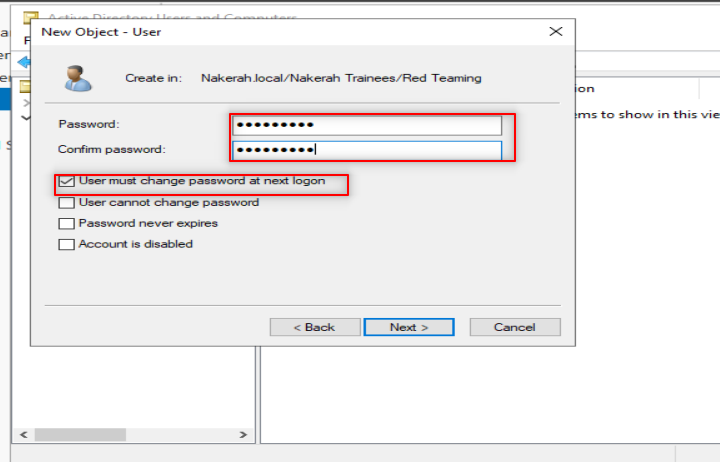 Active Directory Users and Computers
New Object - User
Create in: Nakerah.local/Nakerah Trainees/Red Teaming
ion
ems to show in this vie
Password: •••••••••
Confirm password: •••••••••
User must change password at next logon
User cannot change password
Password never expires
Account is disabled
< Back Next > Cancel